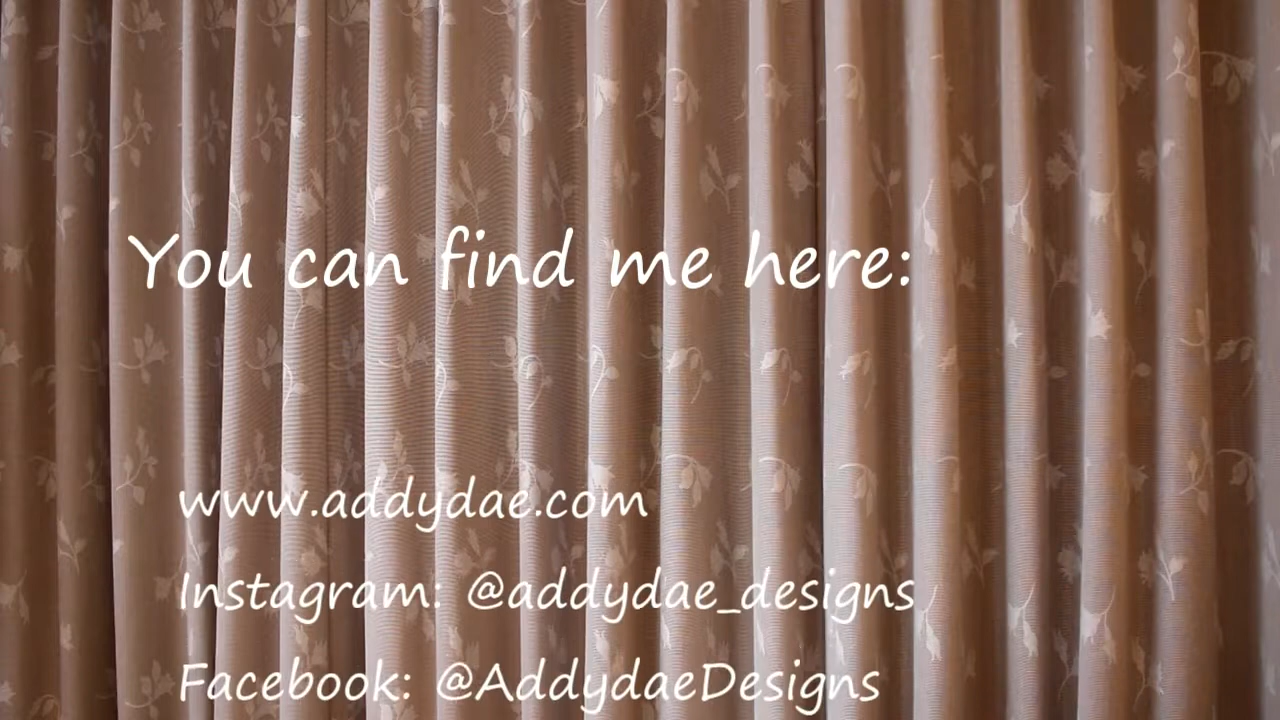 You can find me here:
www.addydae.com
Instagram: @addydae_designs
Facebook: @AddydaeDesigns